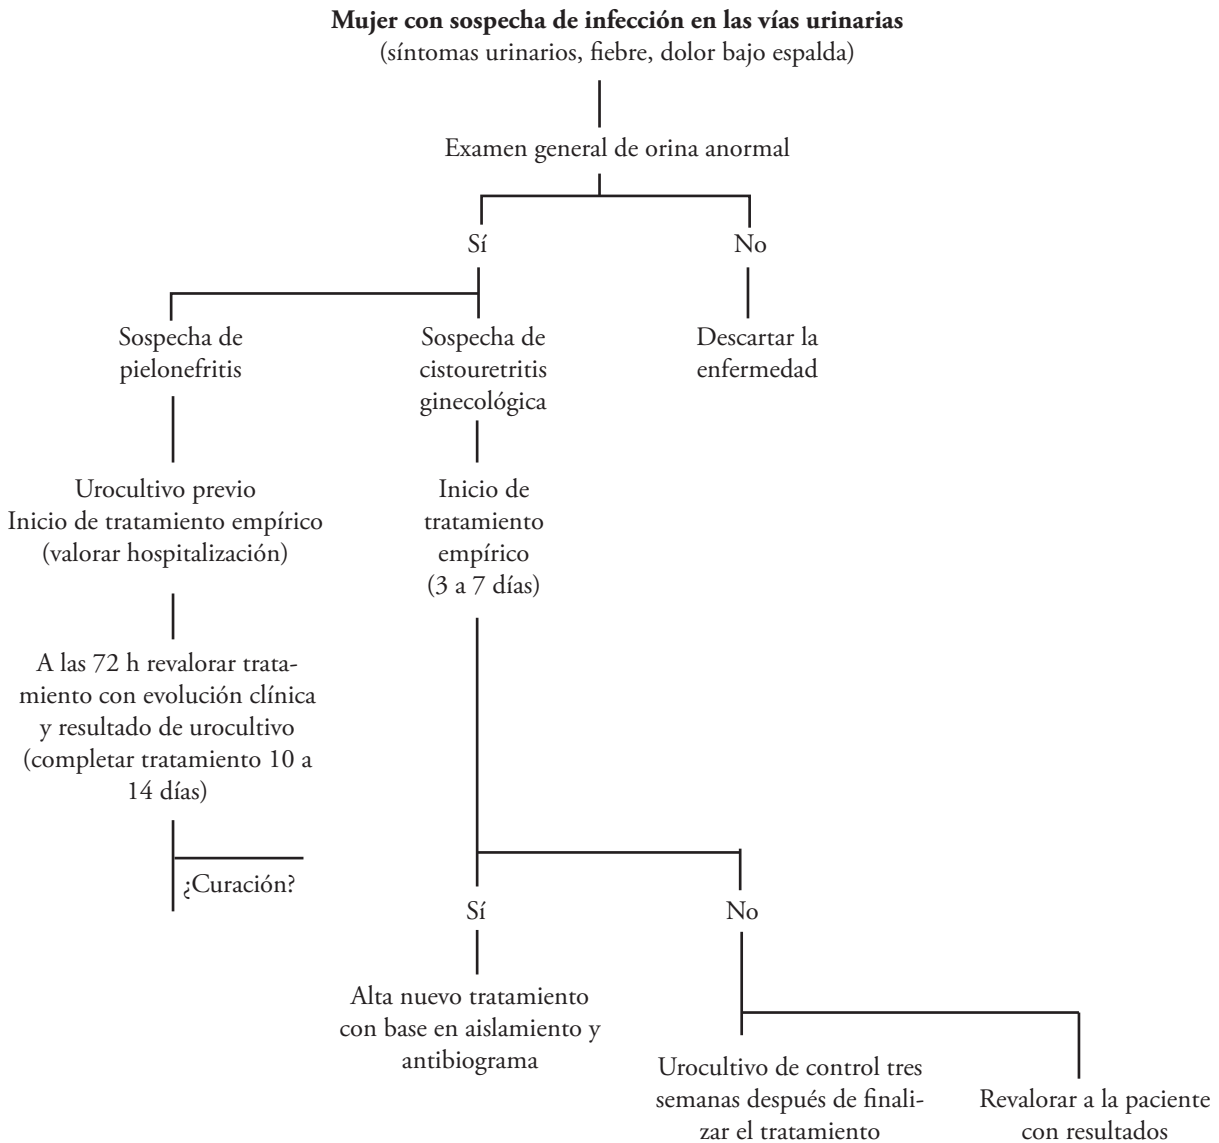 Mujer con sospecha de infección en las vías urinarias
(síntomas urinarios, fiebre, dolor bajo espalda)
Examen general de orina anormal
Sí
No
Sospecha de
pielonefritis
Sospecha de
cistouretritis
ginecológica
Descartar la
enfermedad
Urocultivo previo
Inicio de tratamiento empírico
(valorar hospitalización)
Inicio de
tratamiento
empírico
(3 a 7 días)
A las 72 h revalorar trata-
miento con evolución clínica
y resultado de urocultivo
(completar tratamiento 10 a
14 días)
¿Curación?
Sí
No
Alta nuevo tratamiento
con base en aislamiento y
antibiograma
Urocultivo de control tres
semanas después de finali-
zar el tratamiento
Revalorar a la paciente
con resultados